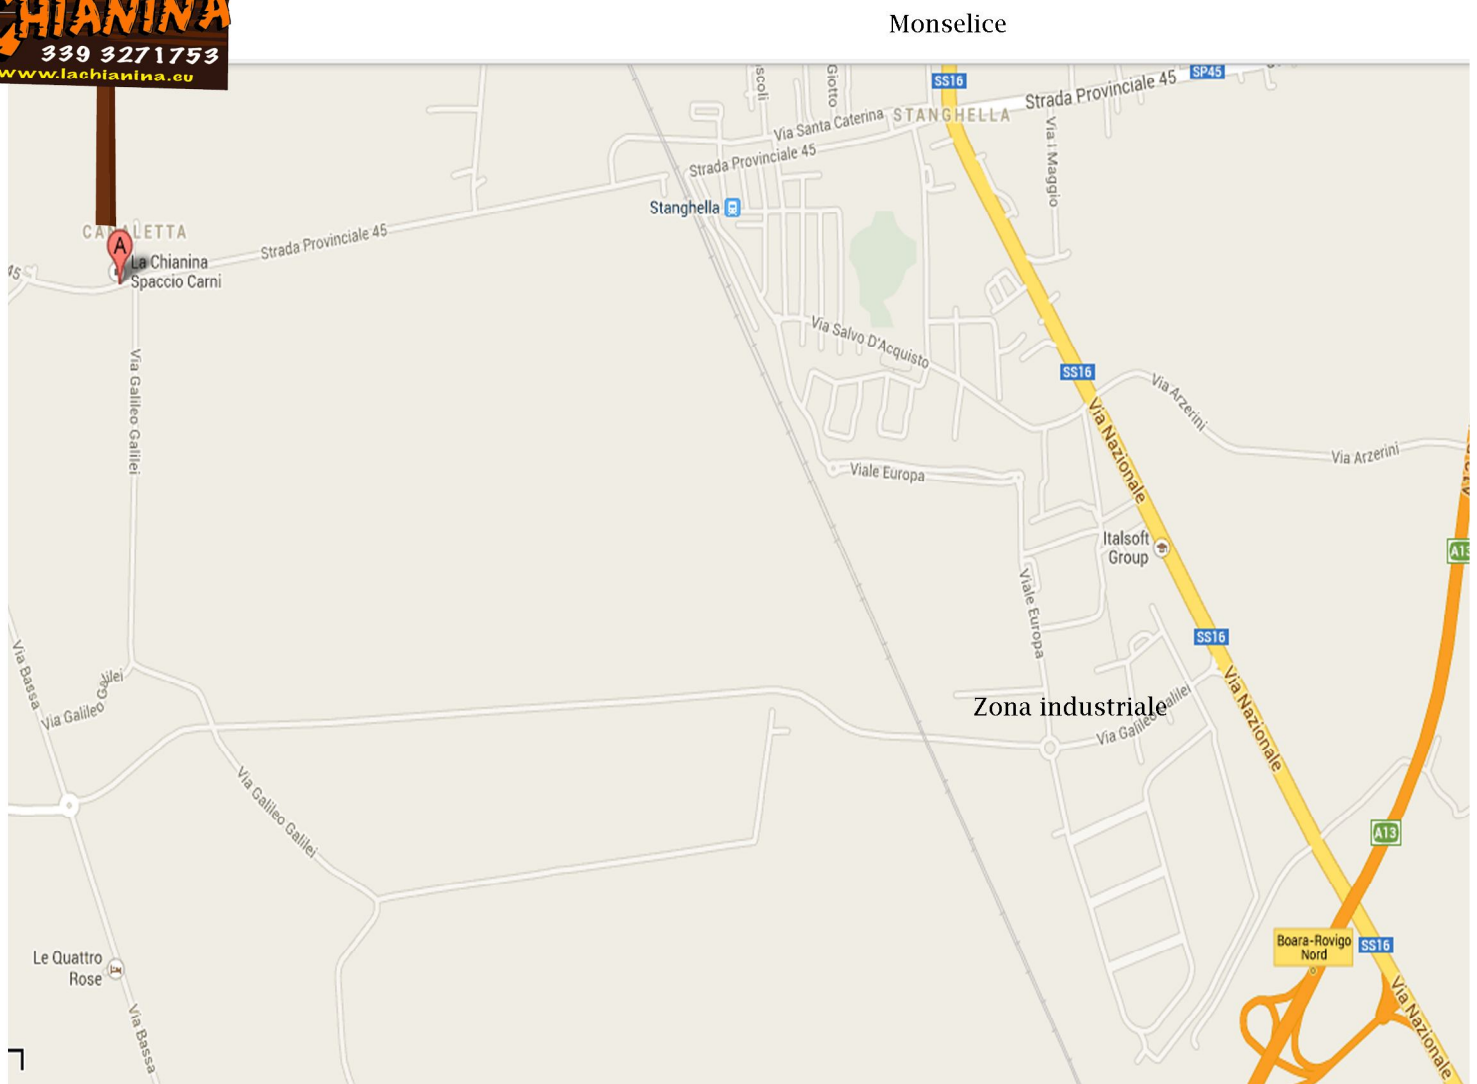 CHIANINA
339 3271753
www.lachianina.eu
Monselice
SS16
SP45
Strada Provinciale 45
scoli
Giotto
Via Santa Caterina
STANGHELLA
Via I Maggio
Strada Provinciale 45
Stanghella
CANALETTA
Strada Provinciale 45
45
A
La Chianina
Spaccio Carni
Via Galileo Galilei
Via Salvo D'Acquisto
SS16
Via Arzerini
Via Arzerini
Via Nazionale
Viale Europa
Italsoft
Group
A13
Viale Europa
SS16
Via Bassa
Via Galileo Galilei
Zona industriale
Via Galileo Galilei
Via Nazionale
Via Galileo Galilei
A13
Boara-Rovigo
Nord
SS16
Le Quattro
Rose
Via Nazionale
Via Bassa